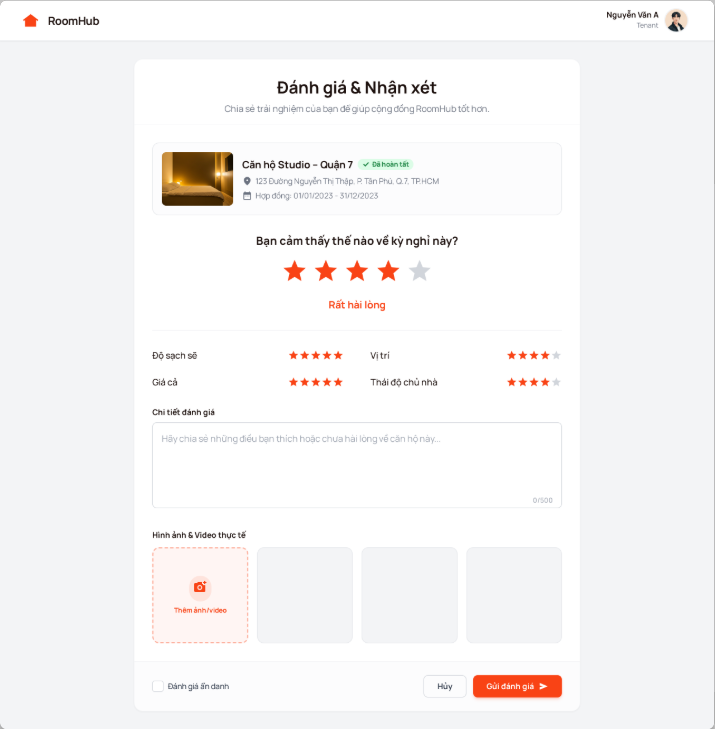 RoomHub
Nguyễn Văn A
Tenant
Đánh giá & Nhận xét
Chia sẻ trải nghiệm của bạn để giúp cộng đồng RoomHub tốt hơn.
Căn hộ Studio – Quận 7
Đã hoàn tất
123 Đường Nguyễn Thị Thập, P. Tân Phú, Q.7, TP.HCM
Hợp đồng: 01/01/2023 - 31/12/2023
Bạn cảm thấy thế nào về kỳ nghỉ này?
Rất hài lòng
Độ sạch sẽ
Vị trí
Giá cả
Thái độ chủ nhà
Chi tiết đánh giá
Hãy chia sẻ những điều bạn thích hoặc chưa hài lòng về căn hộ này...
0/500
Hình ảnh & Video thực tế
Thêm ảnh/video
Đánh giá ẩn danh
Hủy
Gửi đánh giá